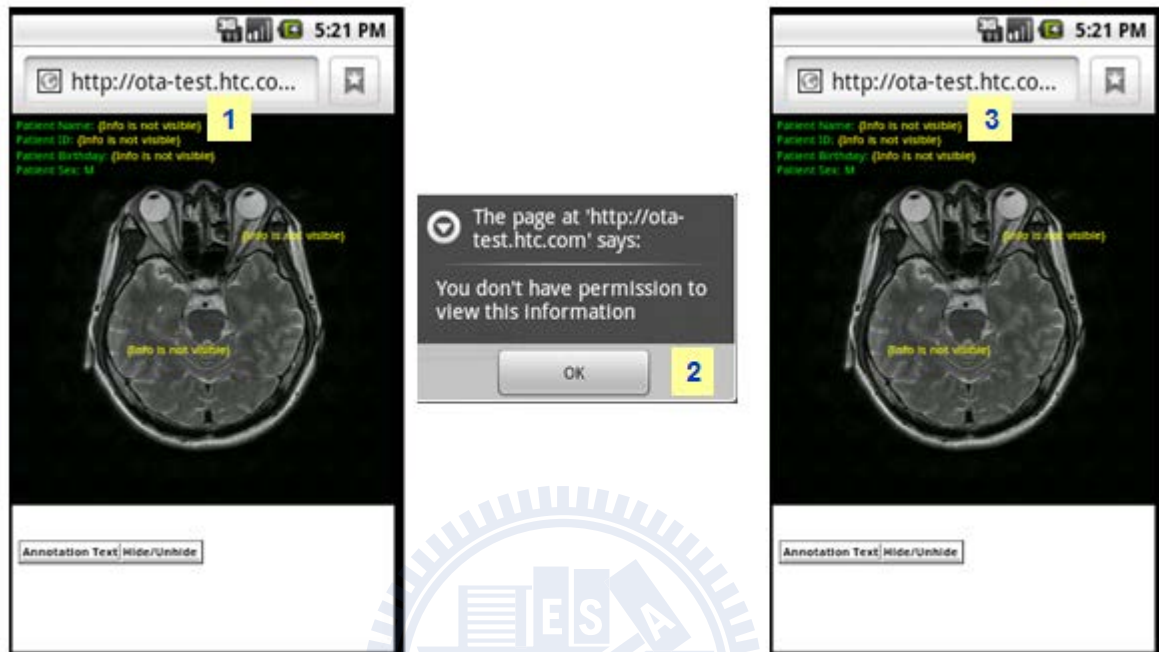 5:21 PM
http://ota-test.htc.co...
1
Patient Name: (Info is not visible)
Patient ID: (Info is not visible)
Patient Birthday: (Info is not visible)
Patient Sex: M
(Info is not visible)
(Info is not visible)
Annotation Text Hide/Unhide
The page at 'http://ota-
test.htc.com' says:
You don't have permission to
view this information
OK
2
5:21 PM
http://ota-test.htc.co...
3
Patient Name: (Info is not visible)
Patient ID: (Info is not visible)
Patient Birthday: (Info is not visible)
Patient Sex: M
(Info is not visible)
(Info is not visible)
Annotation Text Hide/Unhide
ES
A